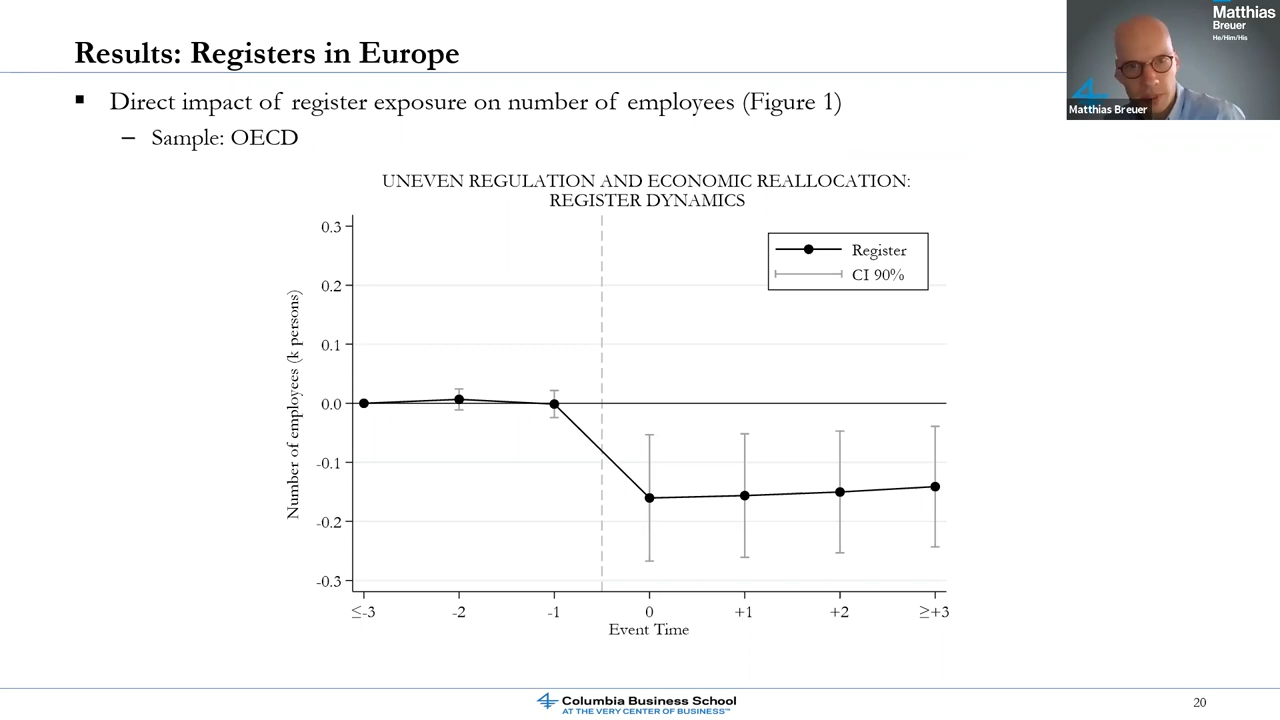 Results: Registers in Europe
Matthias
Breuer
He/Him/His
Matthias Breuer
▪ Direct impact of register exposure on number of employees (Figure 1)
– Sample: OECD
UNEVEN REGULATION AND ECONOMIC REALLOCATION:
REGISTER DYNAMICS
Register
CI 90%
Number of employees (k persons)
0.3
0.2
0.1
0.0
-0.1
-0.2
-0.3
≤-3 -2 -1 0 +1 +2 ≥+3
Event Time
Columbia Business School
AT THE VERY CENTER OF BUSINESS™
20